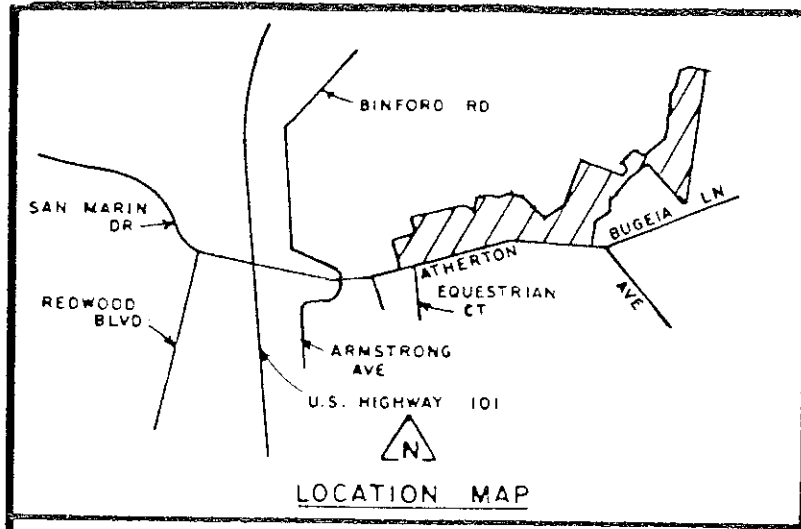 BINFORD RD
SAN MARIN
DR
BUGEIA LN
ATHERTON
AVE
EQUESTRIAN
CT
REDWOOD
BLVD
ARMSTRONG
AVE
U.S. HIGHWAY 101
N
LOCATION MAP